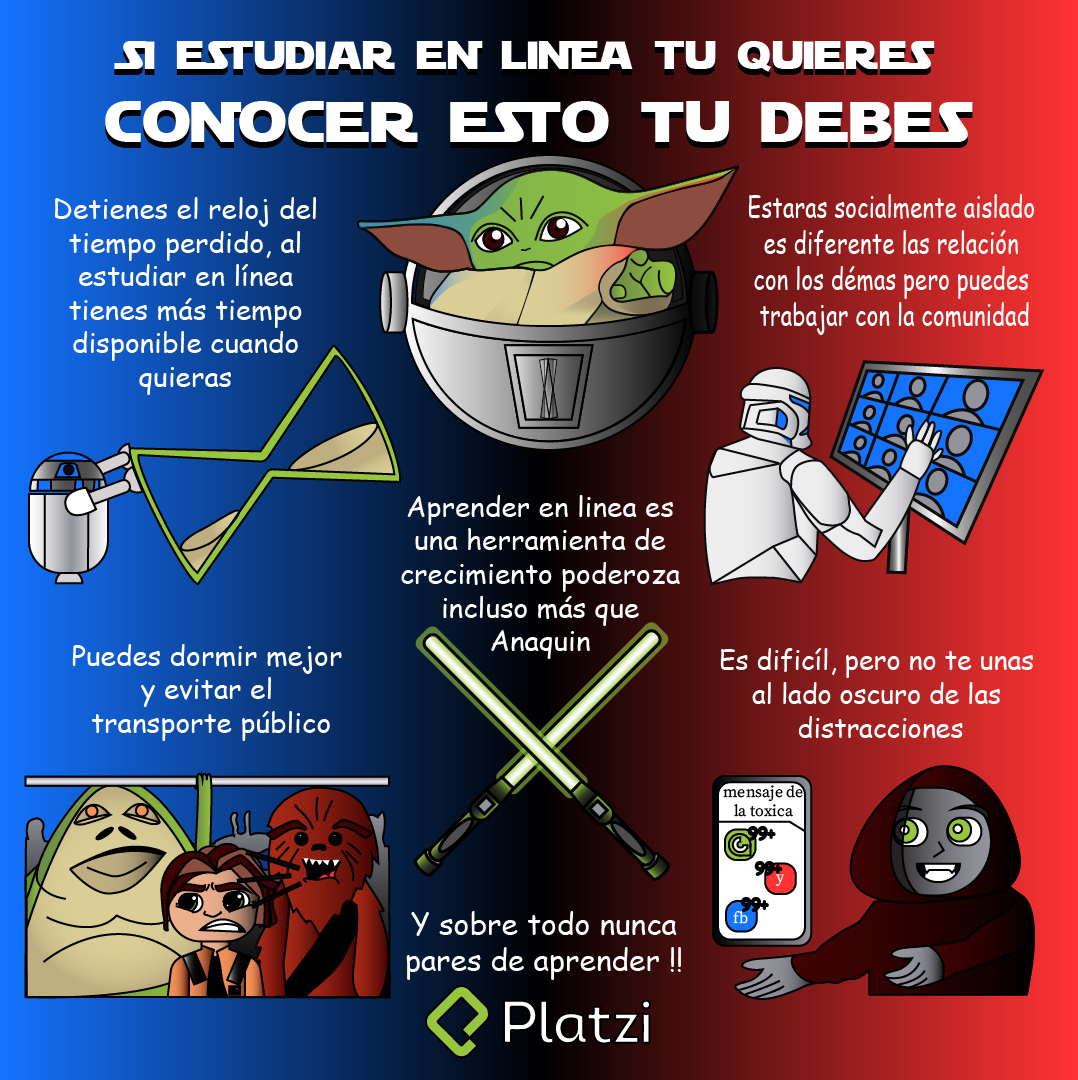 SI ESTUDIAR EN LINEA TU QUIERES
CONOCER ESTO TU DEBES
Detienes el reloj del
tiempo perdido, al
estudiar en línea
tienes más tiempo
disponible cuando
quieras
Estaras socialmente aislado
es diferente las relación
con los démas pero puedes
trabajar con la comunidad
Aprender en linea es
una herramienta de
crecimiento poderoza
incluso más que
Anaquin
Puedes dormir mejor
y evitar el
transporte público
Es dificíl, pero no te unas
al lado oscuro de las
distracciones
mensaje de
la toxica
99+
99+
y
99+
fb
Y sobre todo nunca
pares de aprender !!
Platzi